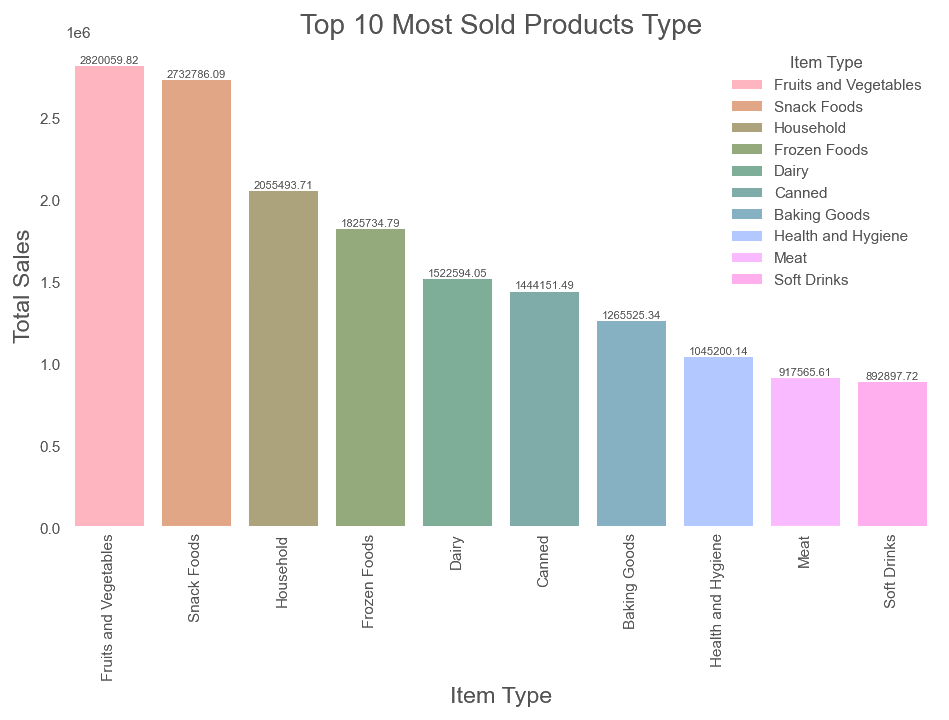 Top 10 Most Sold Products Type
1e6
2820059.82
2732786.09
2055493.71
1825734.79
1522594.05
1444151.49
1265525.34
1045200.14
917565.61
892897.72
Item Type
Fruits and Vegetables
Snack Foods
Household
Frozen Foods
Dairy
Canned
Baking Goods
Health and Hygiene
Meat
Soft Drinks
Total Sales
2.5
2.0
1.5
1.0
0.5
0.0
Fruits and Vegetables
Snack Foods
Household
Frozen Foods
Dairy
Canned
Baking Goods
Health and Hygiene
Meat
Soft Drinks
Item Type